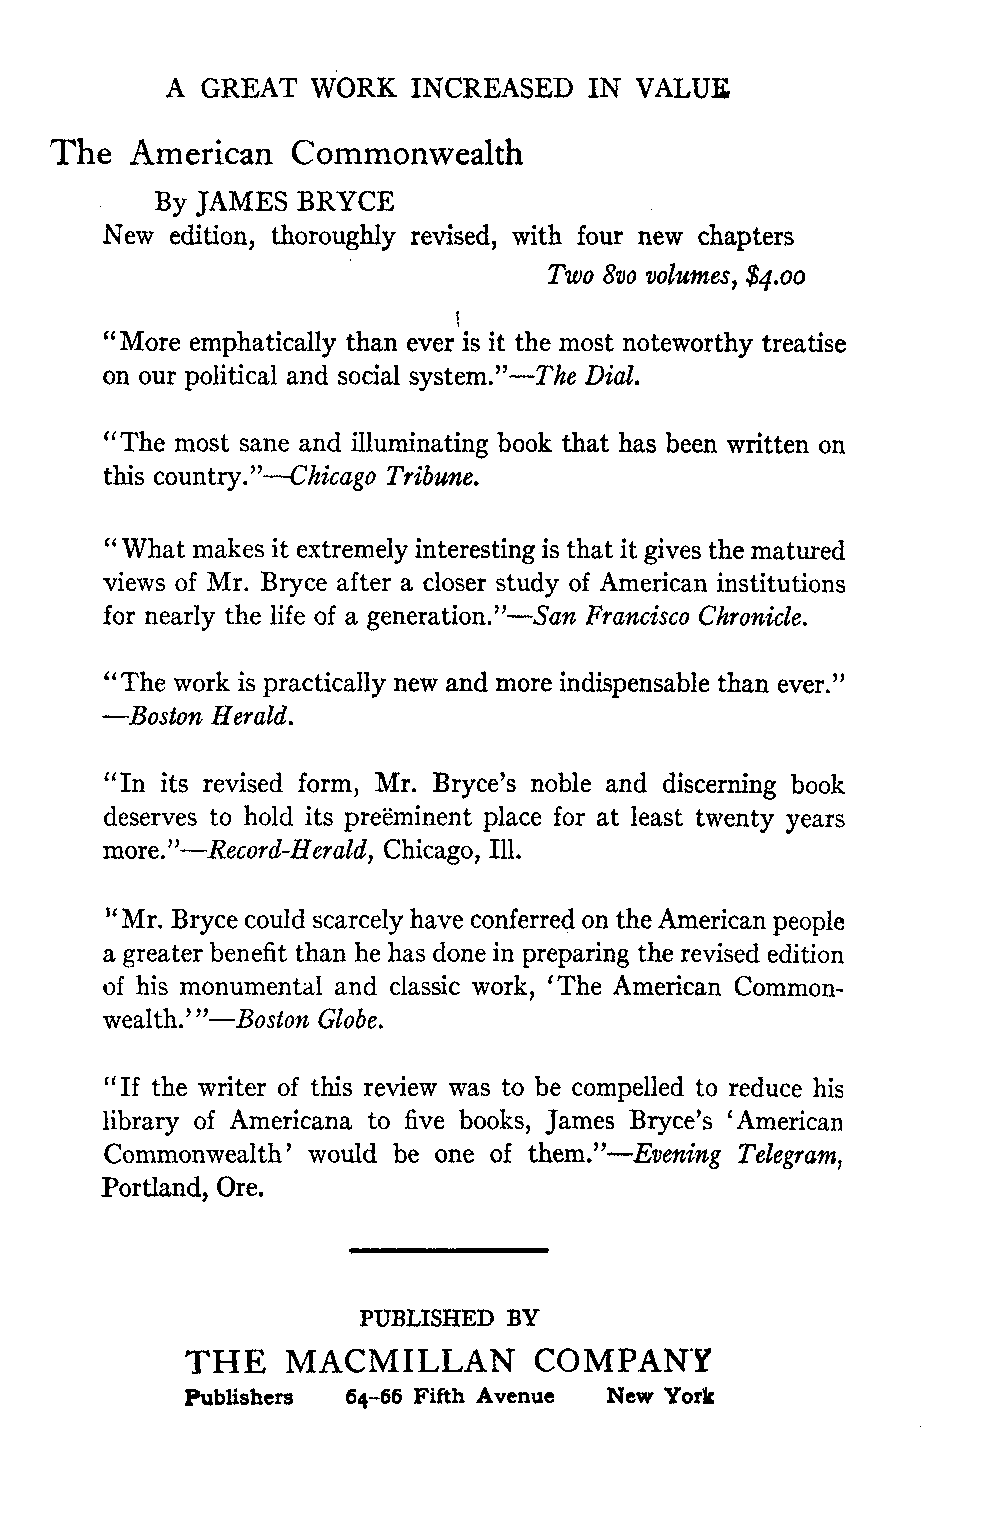 A GREAT WORK INCREASED IN VALUE
The American Commonwealth
By JAMES BRYCE
New edition, thoroughly revised, with four new chapters
Two 8vo volumes, $4.00
“More emphatically than ever is it the most noteworthy treatise
on our political and social system.”—The Dial.
“The most sane and illuminating book that has been written on
this country.”—Chicago Tribune.
“What makes it extremely interesting is that it gives the matured
views of Mr. Bryce after a closer study of American institutions
for nearly the life of a generation.”—San Francisco Chronicle.
“The work is practically new and more indispensable than ever.”
—Boston Herald.
“In its revised form, Mr. Bryce’s noble and discerning book
deserves to hold its preëminent place for at least twenty years
more.”—Record-Herald, Chicago, Ill.
“Mr. Bryce could scarcely have conferred on the American people
a greater benefit than he has done in preparing the revised edition
of his monumental and classic work, ‘The American Common-
wealth.’”—Boston Globe.
“If the writer of this review was to be compelled to reduce his
library of Americana to five books, James Bryce’s ‘American
Commonwealth’ would be one of them.”—Evening Telegram,
Portland, Ore.
PUBLISHED BY
THE MACMILLAN COMPANY
Publishers 64–66 Fifth Avenue New York